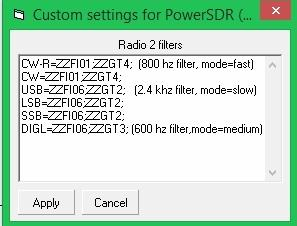 Custom settings for PowerSDR (...
Radio 2 filters
CW-R=ZZFI01;ZZGT4; (800 hz filter, mode=fast)
CW=ZZFI01;ZZGT4;
USB=ZZFI06;ZZGT2; (2.4 khz filter, mode=slow)
LSB=ZZFI06;ZZGT2;
SSB=ZZFI06;ZZGT2;
DIGL=ZZFI06;ZZGT3; (600 hz filter,mode=medium)
Apply Cancel